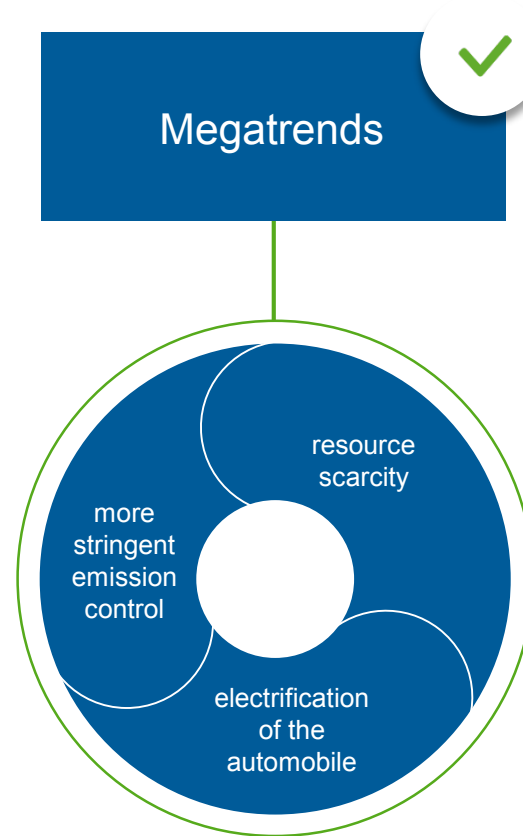 Megatrends
resource
scarcity
more
stringent
emission
control
electrification
of the
automobile